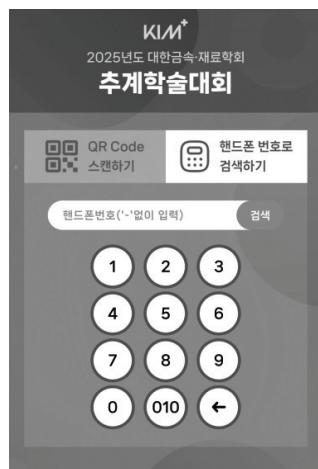 KIM+
2025년도 대한금속·재료학회
추계학술대회
QR Code
스캔하기
핸드폰 번호로
검색하기
핸드폰번호('-'없이 입력)
검색
1 2 3
4 5 6
7 8 9
0 010 ←